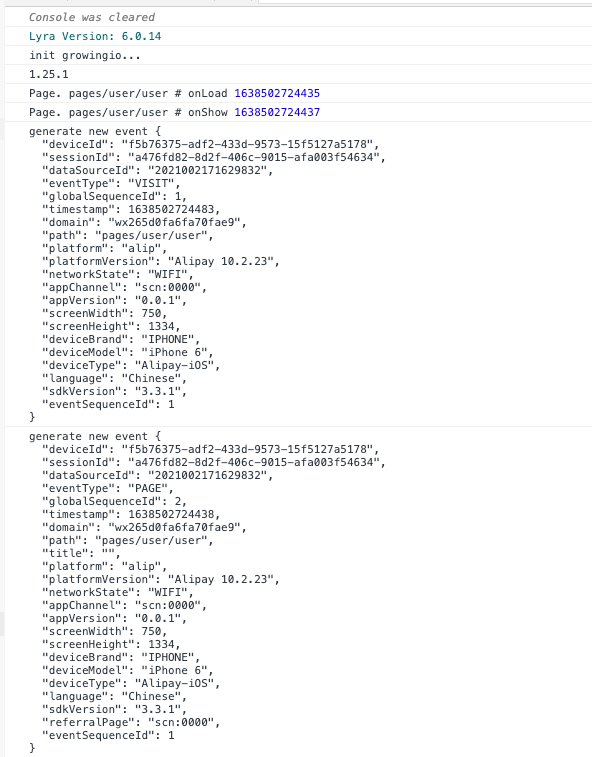 Console was cleared
Lyra Version: 6.0.14
init growingio...
1.25.1
Page. pages/user/user # onLoad 1638502724435
Page. pages/user/user # onShow 1638502724437
generate new event {
  "deviceId": "f5b76375-adf2-433d-9573-15f5127a5178",
  "sessionId": "a476fd82-8d2f-406c-9015-afa003f54634",
  "dataSourceId": "2021002171629832",
  "eventType": "VISIT",
  "globalSequenceId": 1,
  "timestamp": 1638502724483,
  "domain": "wx265d0fa6fa70fae9",
  "path": "pages/user/user",
  "platform": "alip",
  "platformVersion": "Alipay 10.2.23",
  "networkState": "WIFI",
  "appChannel": "scn:0000",
  "appVersion": "0.0.1",
  "screenWidth": 750,
  "screenHeight": 1334,
  "deviceBrand": "IPHONE",
  "deviceModel": "iPhone 6",
  "deviceType": "Alipay-iOS",
  "language": "Chinese",
  "sdkVersion": "3.3.1",
  "eventSequenceId": 1
}
generate new event {
  "deviceId": "f5b76375-adf2-433d-9573-15f5127a5178",
  "sessionId": "a476fd82-8d2f-406c-9015-afa003f54634",
  "dataSourceId": "2021002171629832",
  "eventType": "PAGE",
  "globalSequenceId": 2,
  "timestamp": 1638502724438,
  "domain": "wx265d0fa6fa70fae9",
  "path": "pages/user/user",
  "title": "",
  "platform": "alip",
  "platformVersion": "Alipay 10.2.23",
  "networkState": "WIFI",
  "appChannel": "scn:0000",
  "appVersion": "0.0.1",
  "screenWidth": 750,
  "screenHeight": 1334,
  "deviceBrand": "IPHONE",
  "deviceModel": "iPhone 6",
  "deviceType": "Alipay-iOS",
  "language": "Chinese",
  "sdkVersion": "3.3.1",
  "referralPage": "scn:0000",
  "eventSequenceId": 1
}